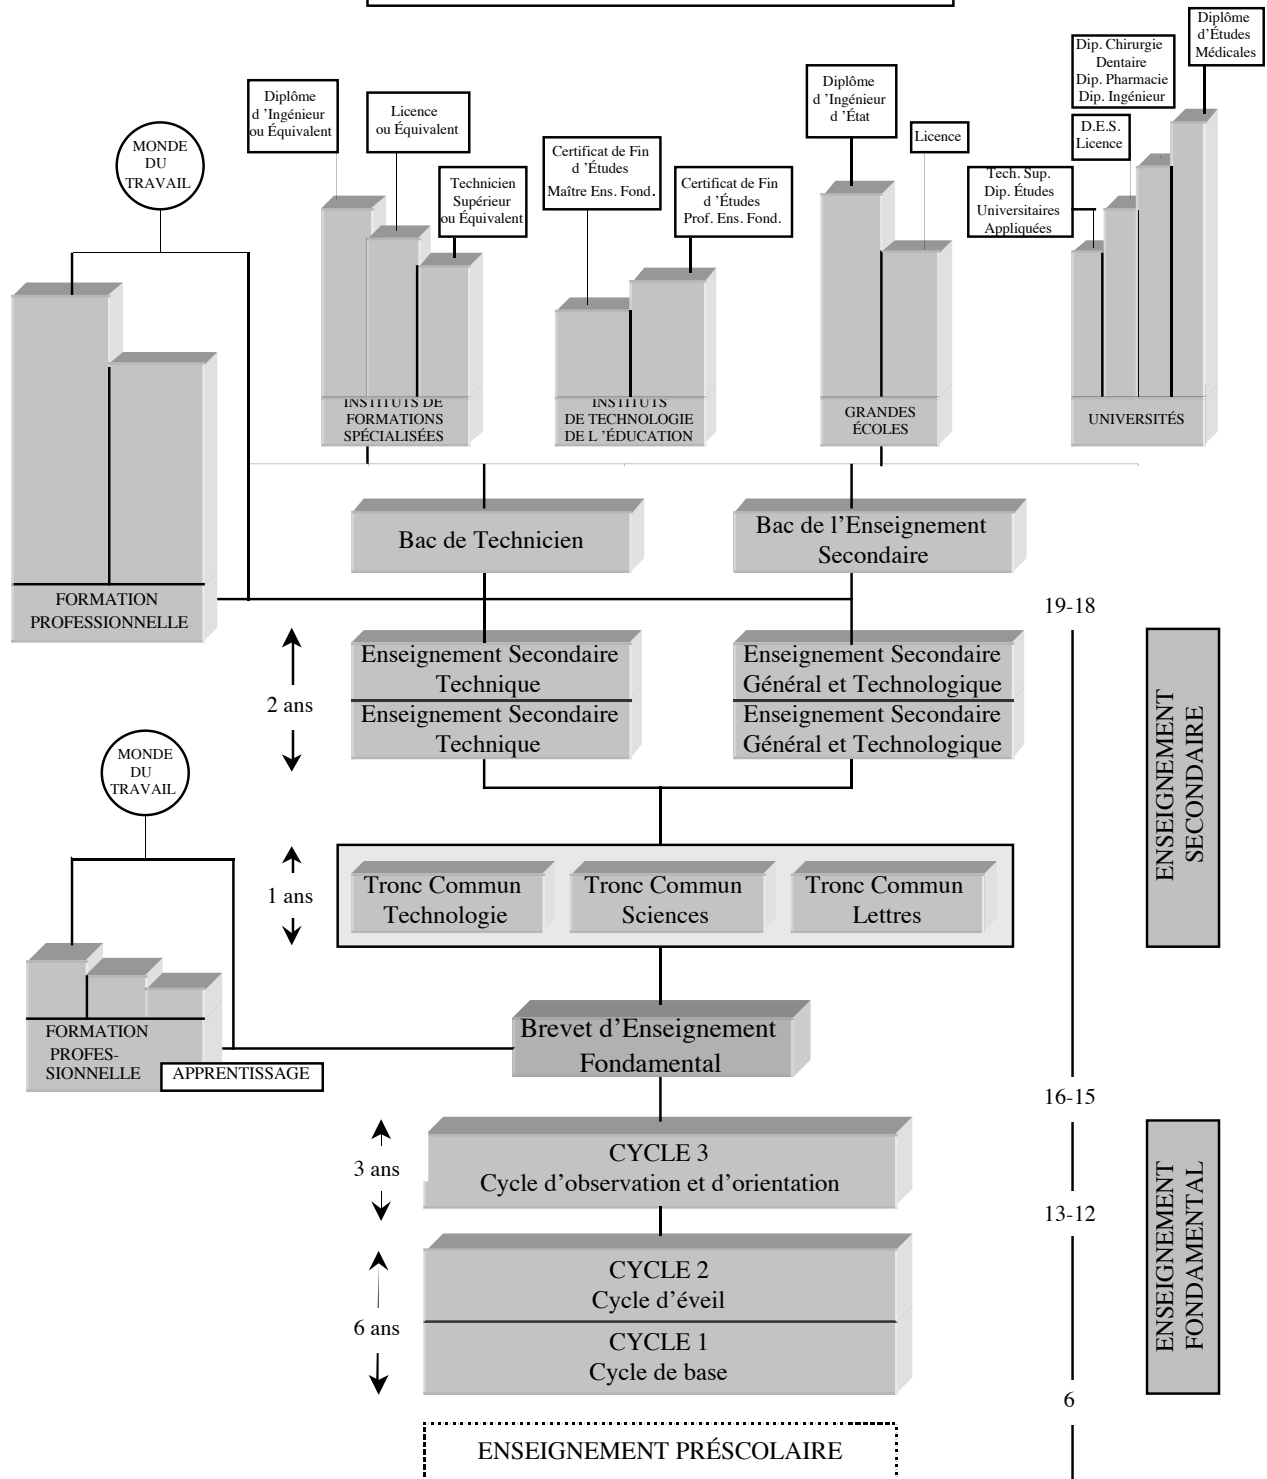 Diplôme
d’Études
Médicales
Dip. Chirurgie
Dentaire
Dip. Pharmacie
Dip. Ingénieur
Diplôme
d ’Ingénieur
d ’État
Diplôme
d ’Ingénieur
ou Équivalent
Licence
ou Équivalent
D.E.S.
Licence
Licence
MONDE
DU
TRAVAIL
Certificat de Fin
d ’Études
Maître Ens. Fond.
Technicien
Supérieur
ou Équivalent
Certificat de Fin
d ’Études
Prof. Ens. Fond.
Tech. Sup.
Dip. Études
Universitaires
Appliquées
INSTITUTS DE
FORMATIONS
SPÉCIALISÉES
INSTITUTS
DE TECHNOLOGIE
DE L ’ÉDUCATION
GRANDES
ÉCOLES
UNIVERSITÉS
Bac de Technicien
Bac de l’Enseignement
Secondaire
FORMATION
PROFESSIONNELLE
19-18
2 ans
Enseignement Secondaire
Technique
Enseignement Secondaire
Technique
Enseignement Secondaire
Général et Technologique
Enseignement Secondaire
Général et Technologique
ENSEIGNEMENT
SECONDAIRE
MONDE
DU
TRAVAIL
1 ans
Tronc Commun
Technologie
Tronc Commun
Sciences
Tronc Commun
Lettres
FORMATION
PROFES-
SIONNELLE
APPRENTISSAGE
Brevet d’Enseignement
Fondamental
16-15
3 ans
CYCLE 3
Cycle d’observation et d’orientation
13-12
ENSEIGNEMENT
FONDAMENTAL
6 ans
CYCLE 2
Cycle d’éveil
CYCLE 1
Cycle de base
6
ENSEIGNEMENT PRÉSCOLAIRE